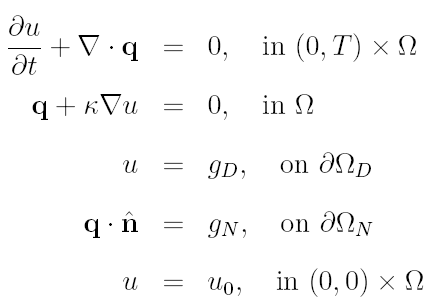 ∂u/∂t + ∇ · q = 0, in (0, T) × Ω
q + κ∇u = 0, in Ω
u = g_D, on ∂Ω_D
q · n̂ = g_N, on ∂Ω_N
u = u_0, in (0, 0) × Ω